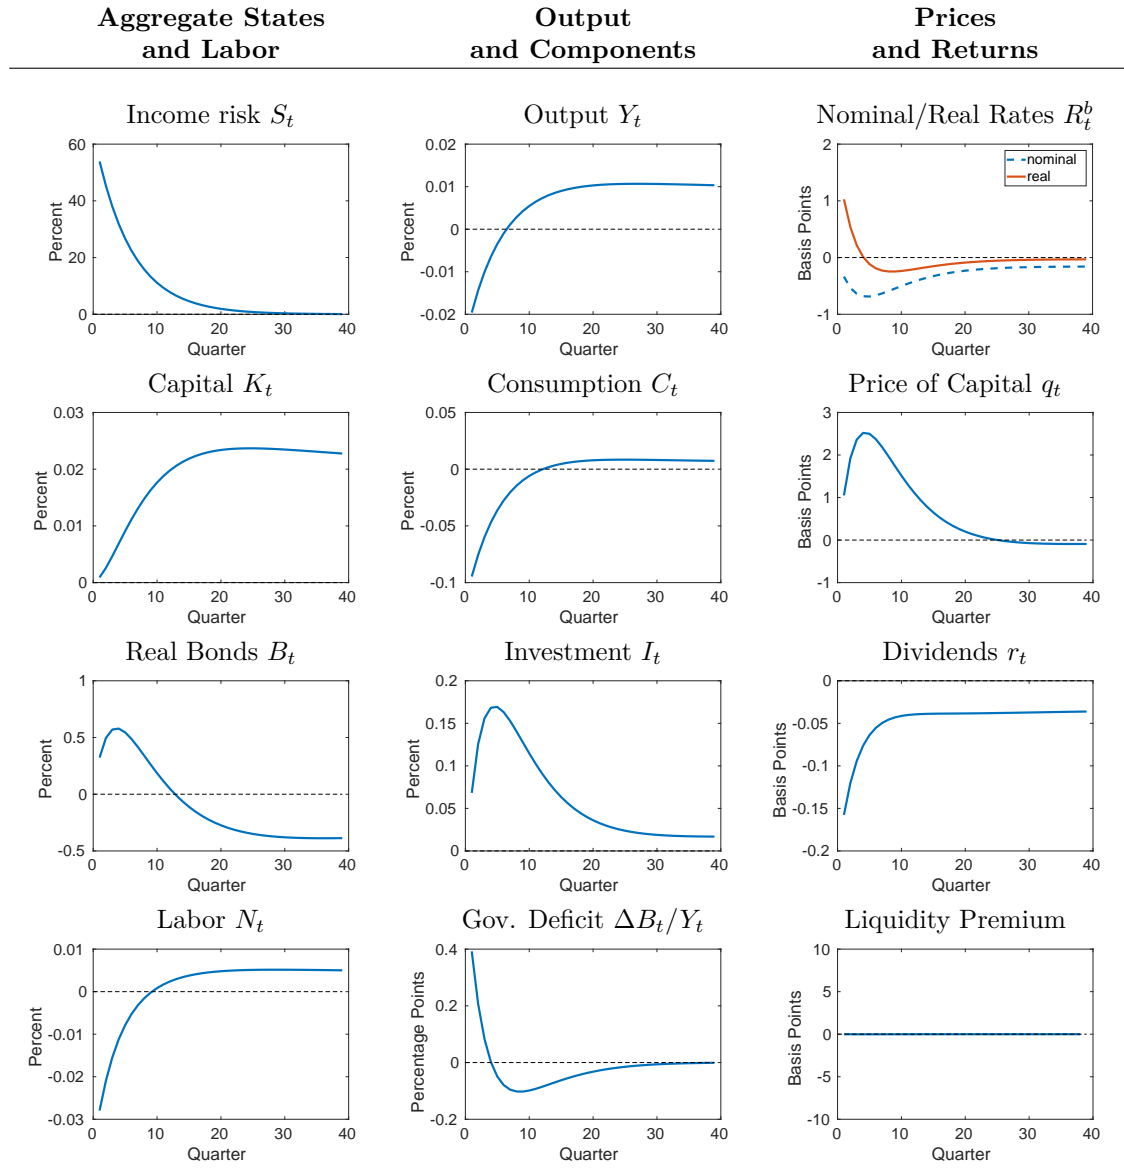 Aggregate States
and Labor
Output
and Components
Prices
and Returns
Income risk S_t
60
40
20
0
Percent
0 10 20 30 40
Quarter
Output Y_t
0.02
0.01
0
-0.01
-0.02
Percent
0 10 20 30 40
Quarter
Nominal/Real Rates R_t^b
nominal
real
2
1
0
-1
Basis Points
0 10 20 30 40
Quarter
Capital K_t
0.03
0.02
0.01
0
Percent
0 10 20 30 40
Quarter
Consumption C_t
0.05
0
-0.05
-0.1
Percent
0 10 20 30 40
Quarter
Price of Capital q_t
3
2
1
0
-1
Basis Points
0 10 20 30 40
Quarter
Real Bonds B_t
1
0.5
0
-0.5
Percent
0 10 20 30 40
Quarter
Investment I_t
0.2
0.15
0.1
0.05
0
Percent
0 10 20 30 40
Quarter
Dividends r_t
0
-0.05
-0.1
-0.15
-0.2
Basis Points
0 10 20 30 40
Quarter
Labor N_t
0.01
0
-0.01
-0.02
-0.03
Percent
0 10 20 30 40
Quarter
Gov. Deficit ΔB_t/Y_t
0.4
0.2
0
-0.2
Percentage Points
0 10 20 30 40
Quarter
Liquidity Premium
10
5
0
-5
-10
Basis Points
0 10 20 30 40
Quarter